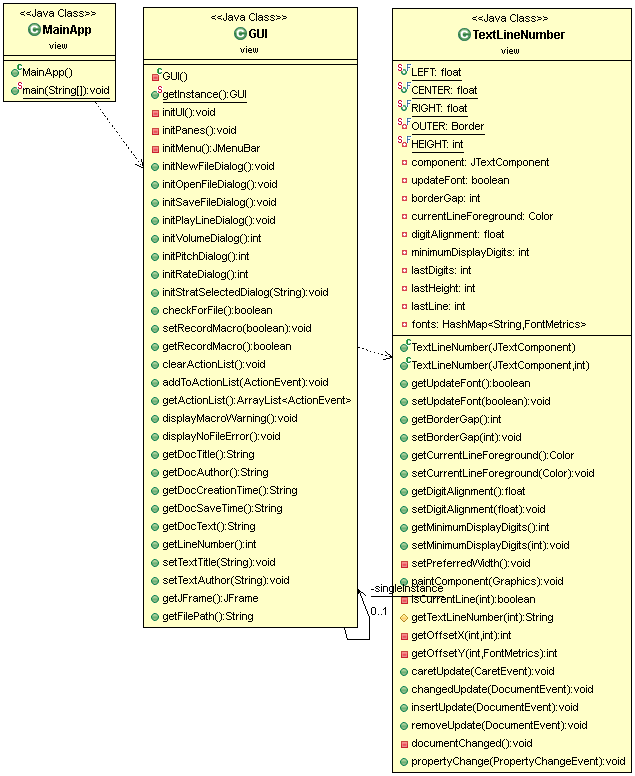 <<Java Class>>
MainApp
view
MainApp()
main(String[]):void
<<Java Class>>
GUI
view
GUI()
getInstance():GUI
initUI():void
initPanes():void
initMenu():JMenuBar
initNewFileDialog():void
initOpenFileDialog():void
initSaveFileDialog():void
initPlayLineDialog():void
initVolumeDialog():int
initPitchDialog():int
initRateDialog():int
initStratSelectedDialog(String):void
checkForFile():boolean
setRecordMacro(boolean):void
getRecordMacro():boolean
clearActionList():void
addToActionList(ActionEvent):void
getActionList():ArrayList<ActionEvent>
displayMacroWarning():void
displayNoFileError():void
getDocTitle():String
getDocAuthor():String
getDocCreationTime():String
getDocSaveTime():String
getDocText():String
getLineNumber():int
setTextTitle(String):void
setTextAuthor(String):void
getJFrame():JFrame
getFilePath():String
-singleInstance
0..1
<<Java Class>>
TextLineNumber
view
LEFT: float
CENTER: float
RIGHT: float
OUTER: Border
HEIGHT: int
component: JTextComponent
updateFont: boolean
borderGap: int
currentLineForeground: Color
digitAlignment: float
minimumDisplayDigits: int
lastDigits: int
lastHeight: int
lastLine: int
fonts: HashMap<String,FontMetrics>
TextLineNumber(JTextComponent)
TextLineNumber(JTextComponent,int)
getUpdateFont():boolean
setUpdateFont(boolean):void
getBorderGap():int
setBorderGap(int):void
getCurrentLineForeground():Color
setCurrentLineForeground(Color):void
getDigitAlignment():float
setDigitAlignment(float):void
getMinimumDisplayDigits():int
setMinimumDisplayDigits(int):void
setPreferredWidth():void
paintComponent(Graphics):void
isCurrentLine(int):boolean
getTextLineNumber(int):String
getOffsetX(int,int):int
getOffsetY(int,FontMetrics):int
caretUpdate(CaretEvent):void
changedUpdate(DocumentEvent):void
insertUpdate(DocumentEvent):void
removeUpdate(DocumentEvent):void
documentChanged():void
propertyChange(PropertyChangeEvent):void